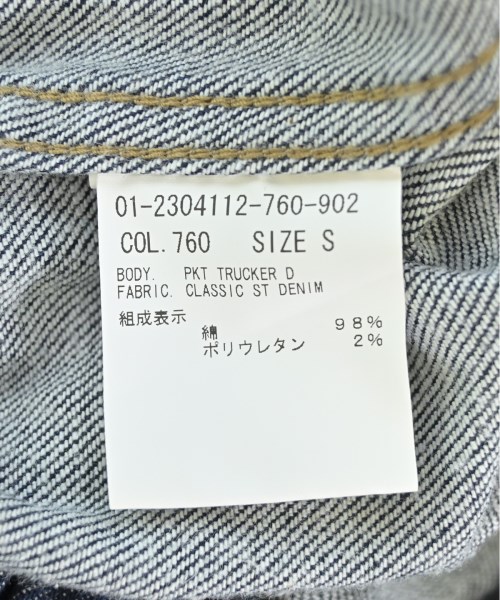 01-2304112-760-902
COL.760 SIZE S
BODY. PKT TRUCKER D
FABRIC. CLASSIC ST DENIM
組成表示
綿 98%
ポリウレタン 2%